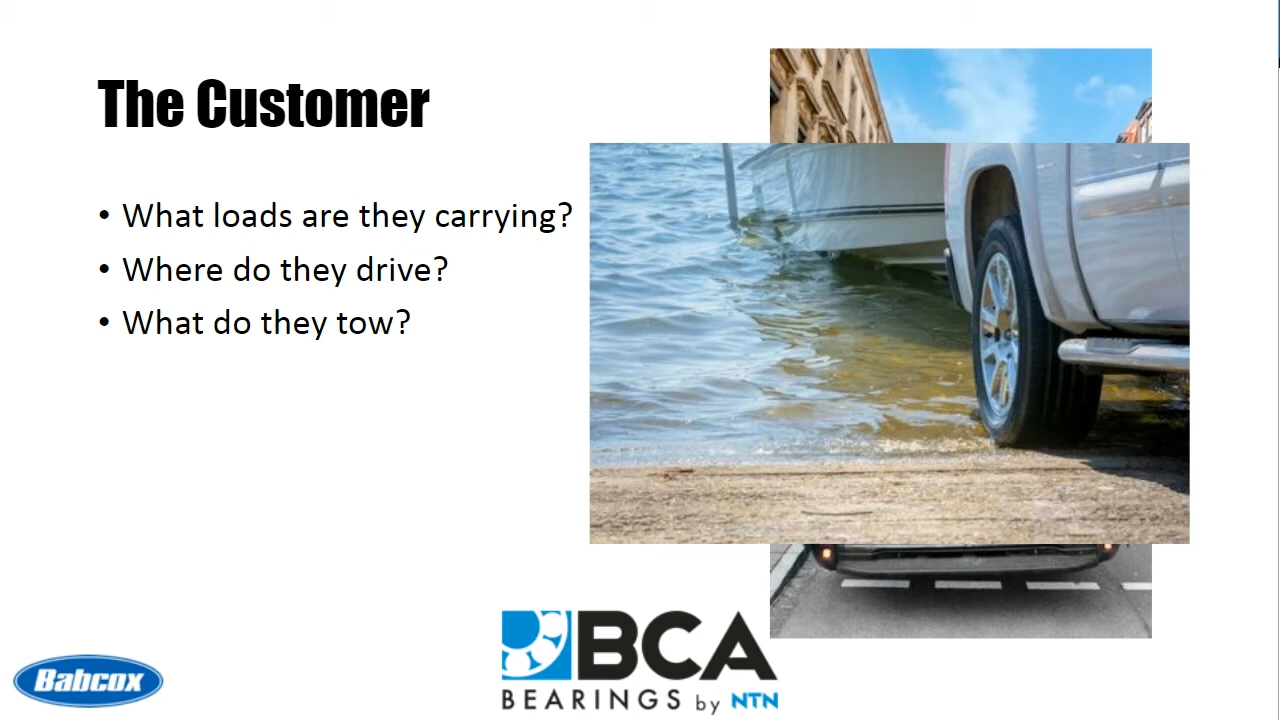 The Customer
• What loads are they carrying?
• Where do they drive?
• What do they tow?
BCA
BEARINGS by NTN
Babcox